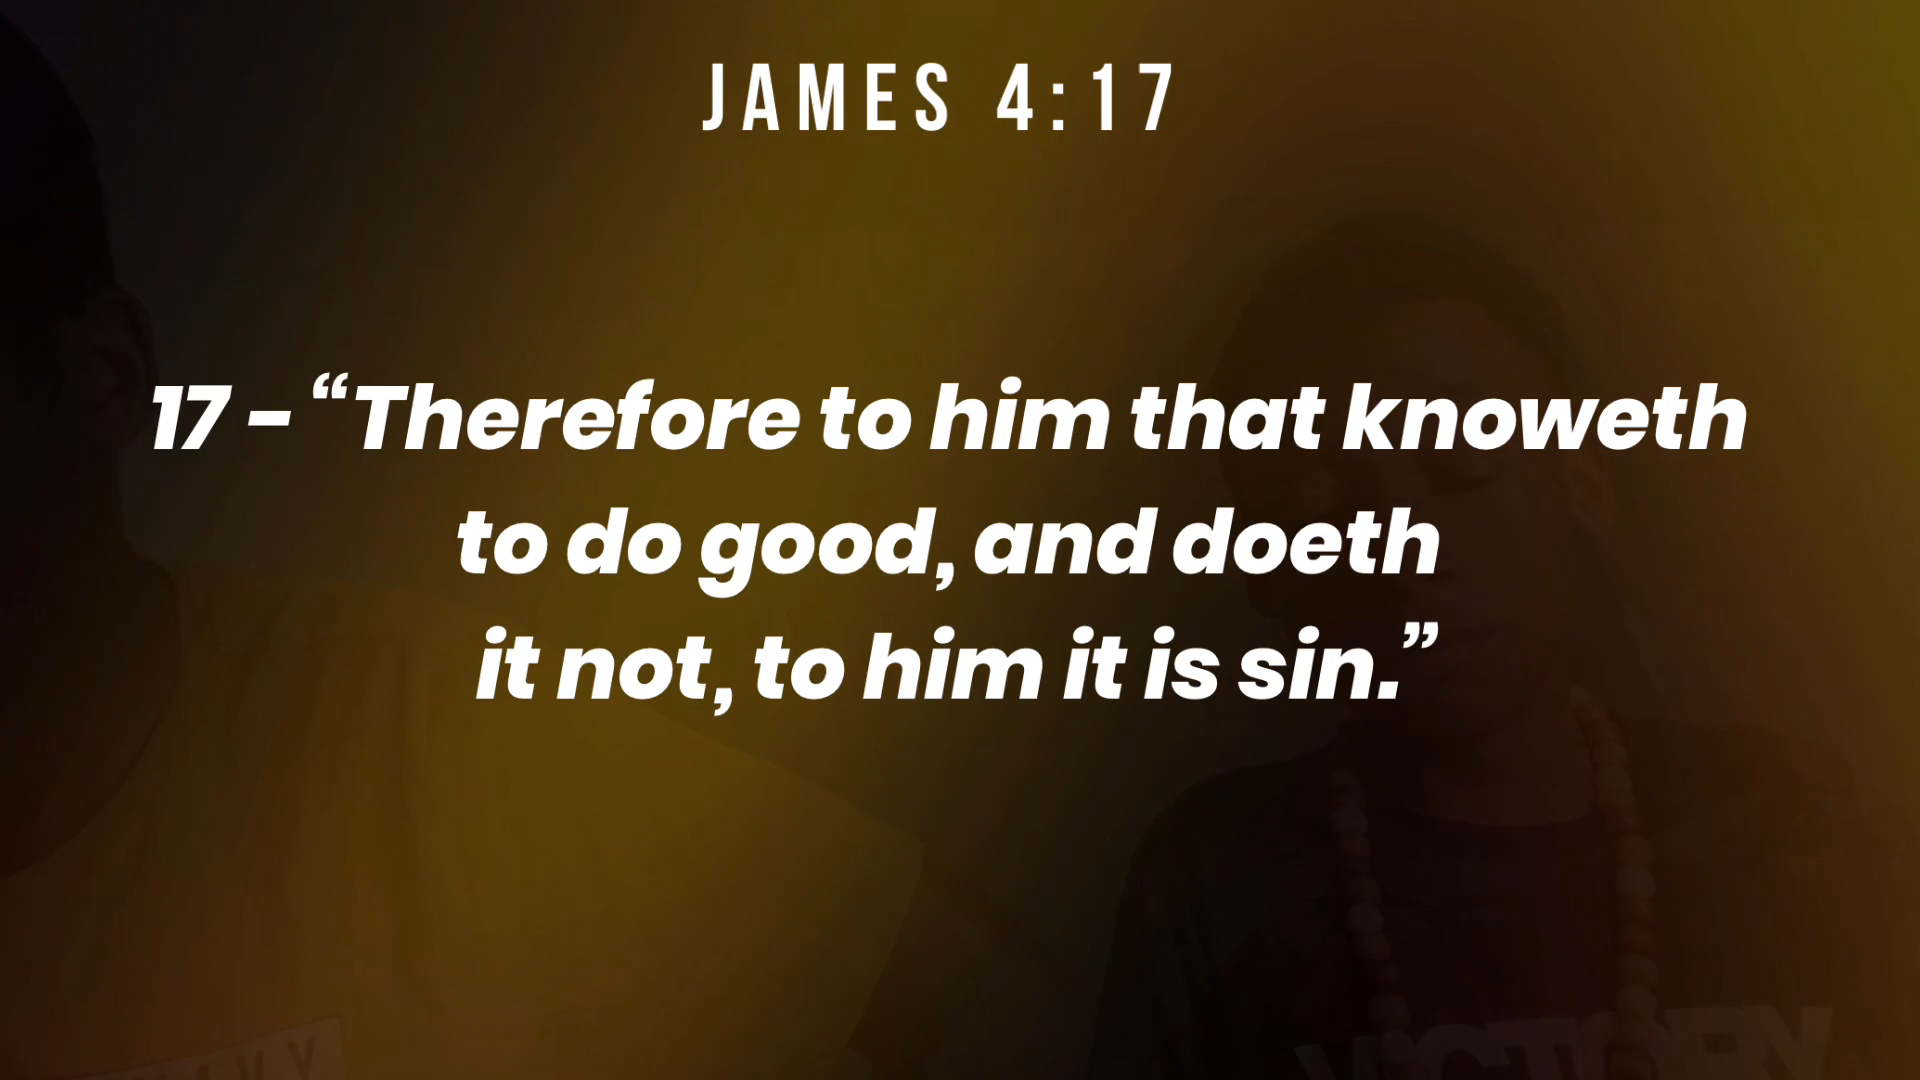 JAMES 4:17
17 - “Therefore to him that knoweth
to do good, and doeth
it not, to him it is sin.”
VICTORY